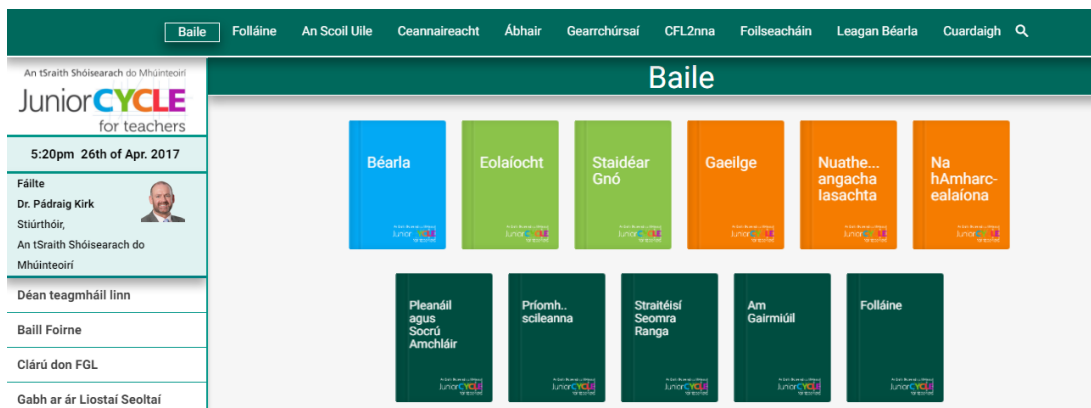 Baile Folláine An Scoil Uile Ceannaireacht Ábhair Gearrchúrsaí CFL2nna Foilseacháin Leagan Béarla Cuardaigh
An tSraith Shóisearach do Mhúinteoirí
JuniorCYCLE
for teachers
5:20pm 26th of Apr. 2017
Fáilte
Dr. Pádraig Kirk
Stiúrthóir,
An tSraith Shóisearach do
Mhúinteoirí
Déan teagmháil linn
Baill Foirne
Clárú don FGL
Gabh ar ár Liostaí Seoltaí
Baile
Béarla
Eolaíocht
Staidéar
Gnó
Gaeilge
Nuathe...
angacha
Iasachta
Na
hAmharc-
ealaíona
Pleanáil
agus
Socrú
Amchláir
Príomh..
scileanna
Straitéisí
Seomra
Ranga
Am
Gairmiúil
Folláine